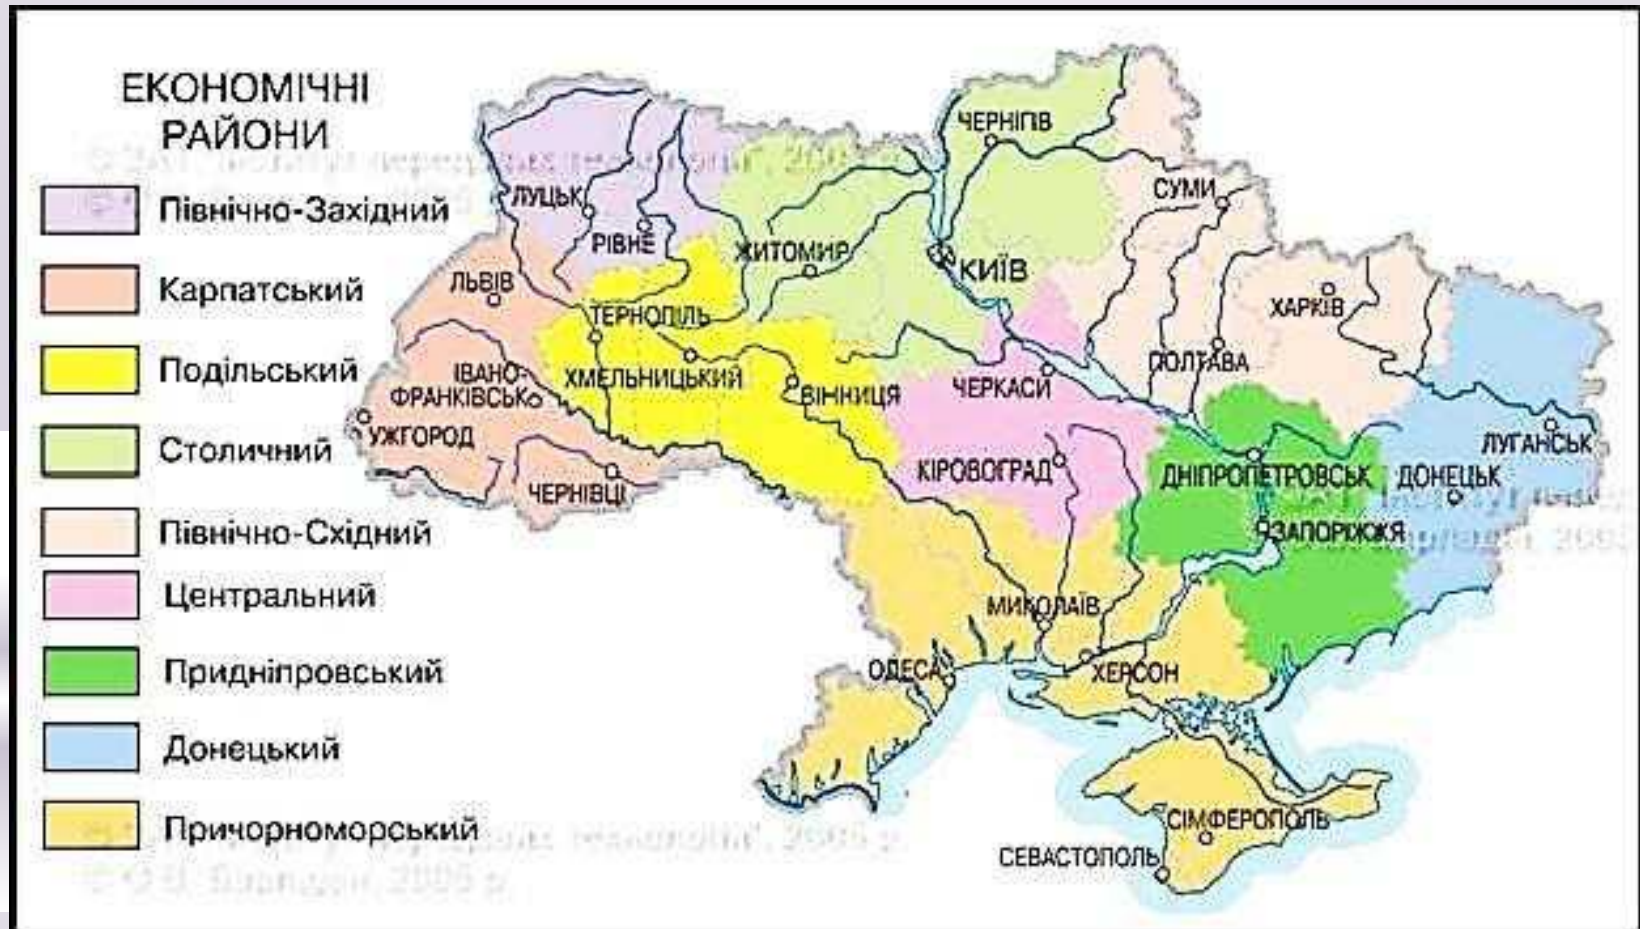 ЕКОНОМІЧНІ
РАЙОНИ
Північно-Західний
Карпатський
Подільський
Столичний
Північно-Східний
Центральний
Придніпровський
Донецький
Причорноморський
ЧЕРНІГІВ
СУМИ
ЛУЦЬК
РІВНЕ
ЖИТОМИР
КИЇВ
ЛЬВІВ
ХАРКІВ
ТЕРНОПІЛЬ
ПОЛТАВА
ІВАНО-
ФРАНКІВСЬК
ХМЕЛЬНИЦЬКИЙ
ВІННИЦЯ
ЧЕРКАСИ
УЖГОРОД
ЛУГАНСЬК
КІРОВОГРАД
ДНІПРОПЕТРОВСЬК
ДОНЕЦЬК
ЧЕРНІВЦІ
ЗАПОРІЖЖЯ
МИКОЛАЇВ
ОДЕСА
ХЕРСОН
СІМФЕРОПОЛЬ
СЕВАСТОПОЛЬ